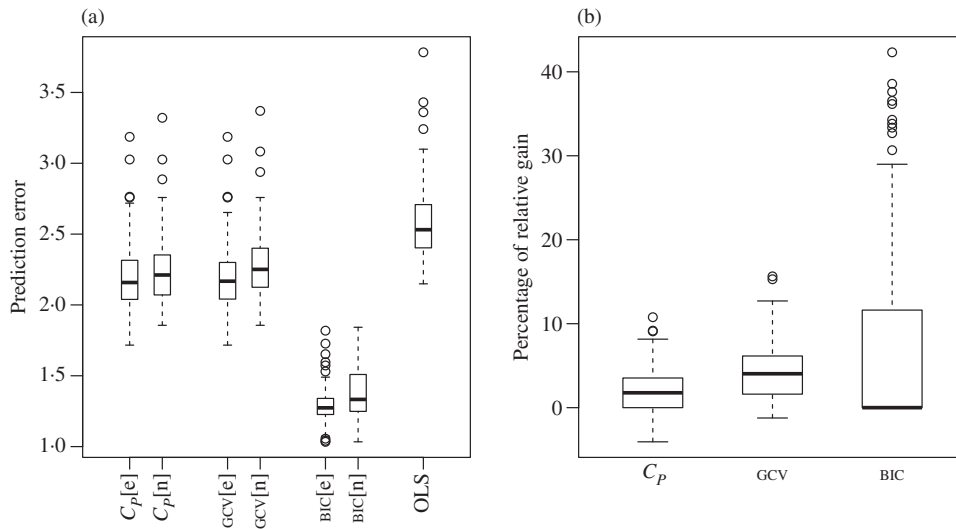 (a)
Prediction error
3·5
3·0
2·5
2·0
1·5
1·0
C_P[e]
C_P[n]
GCV[e]
GCV[n]
BIC[e]
BIC[n]
OLS
(b)
Percentage of relative gain
40
30
20
10
0
C_P
GCV
BIC